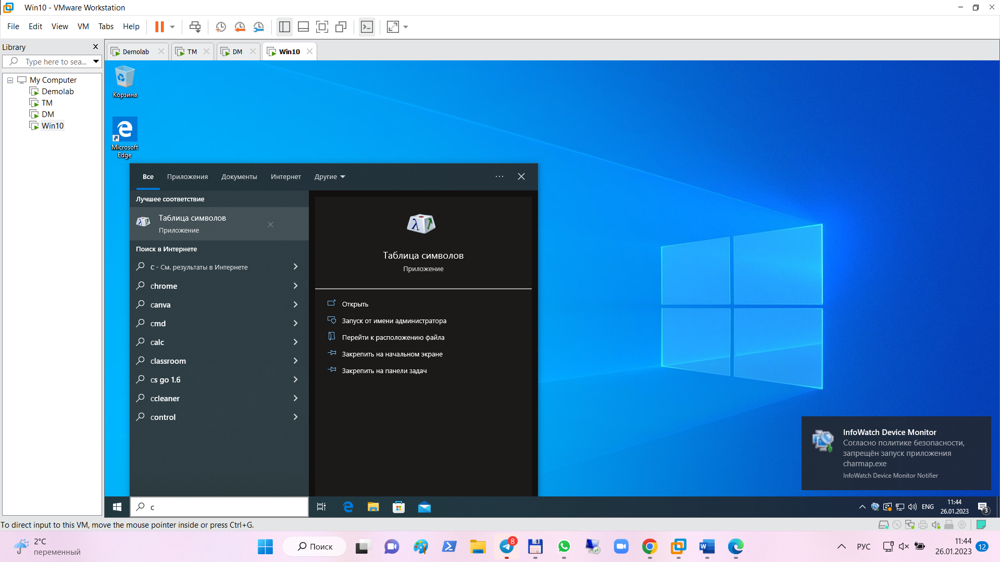 Win10 - VMware Workstation
File Edit View VM Tabs Help
Library
Type here to sea...
My Computer
Demolab
TM
DM
Win10
Demolab
TM
DM
Win10
Корзина
Microsoft
Edge
Все Приложения Документы Интернет Другие
Лучшее соответствие
Таблица символов
Приложение
Поиск в Интернете
c - См. результаты в Интернете
chrome
canva
cmd
calc
classroom
cs go 1.6
ccleaner
control
Таблица символов
Приложение
Открыть
Запуск от имени администратора
Перейти к расположению файла
Закрепить на начальном экране
Закрепить на панели задач
InfoWatch Device Monitor
Согласно политике безопасности,
запрещён запуск приложения
charmap.exe
InfoWatch Device Monitor Notifier
c
ENG
11:44
26.01.2023
3
To direct input to this VM, move the mouse pointer inside or press Ctrl+G.
2°C
переменный
Поиск
8
РУС
11:44
26.01.2023
12